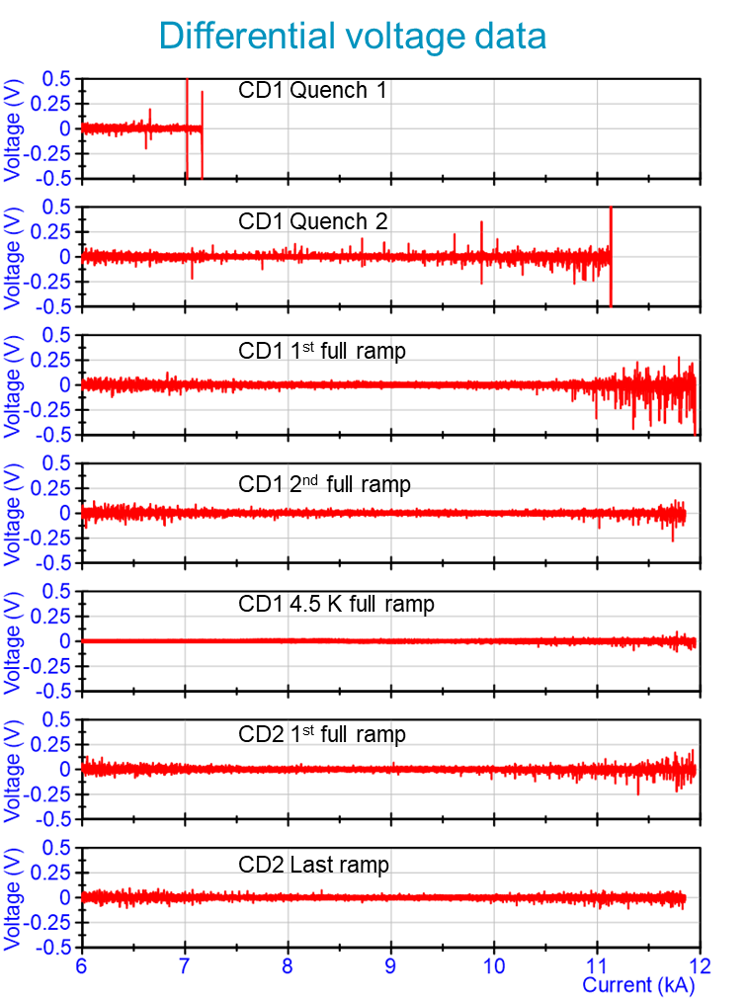 Differential voltage data
CD1 Quench 1
Voltage (V)
0.5
0.25
0
-0.25
-0.5
CD1 Quench 2
Voltage (V)
0.5
0.25
0
-0.25
-0.5
CD1 1st full ramp
Voltage (V)
0.5
0.25
0
-0.25
-0.5
CD1 2nd full ramp
Voltage (V)
0.5
0.25
0
-0.25
-0.5
CD1 4.5 K full ramp
Voltage (V)
0.5
0.25
0
-0.25
-0.5
CD2 1st full ramp
Voltage (V)
0.5
0.25
0
-0.25
-0.5
CD2 Last ramp
Voltage (V)
0.5
0.25
0
-0.25
-0.5
6 7 8 9 10 11 12
Current (kA)